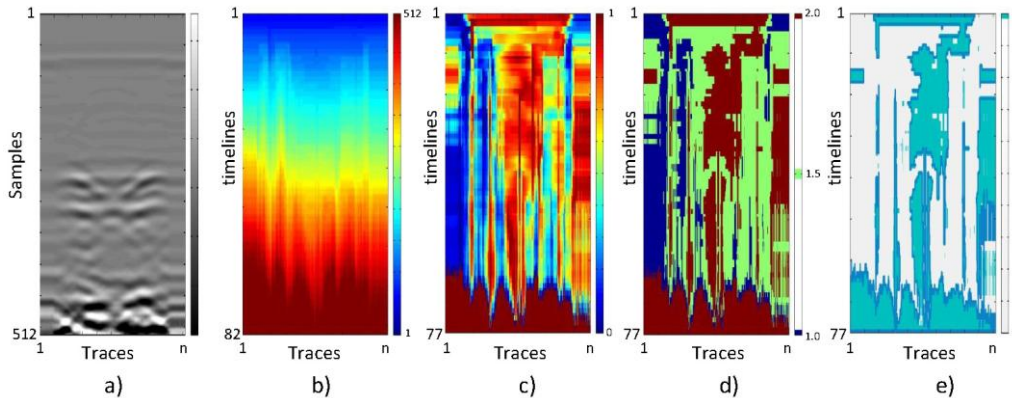 1
Samples
512
1
Traces
n
a)
1
timelines
82
1
Traces
n
512
1
b)
1
timelines
77
1
Traces
n
1
0
c)
1
timelines
77
1
Traces
n
2.0
1.5
1.0
d)
1
timelines
77
1
Traces
n
e)